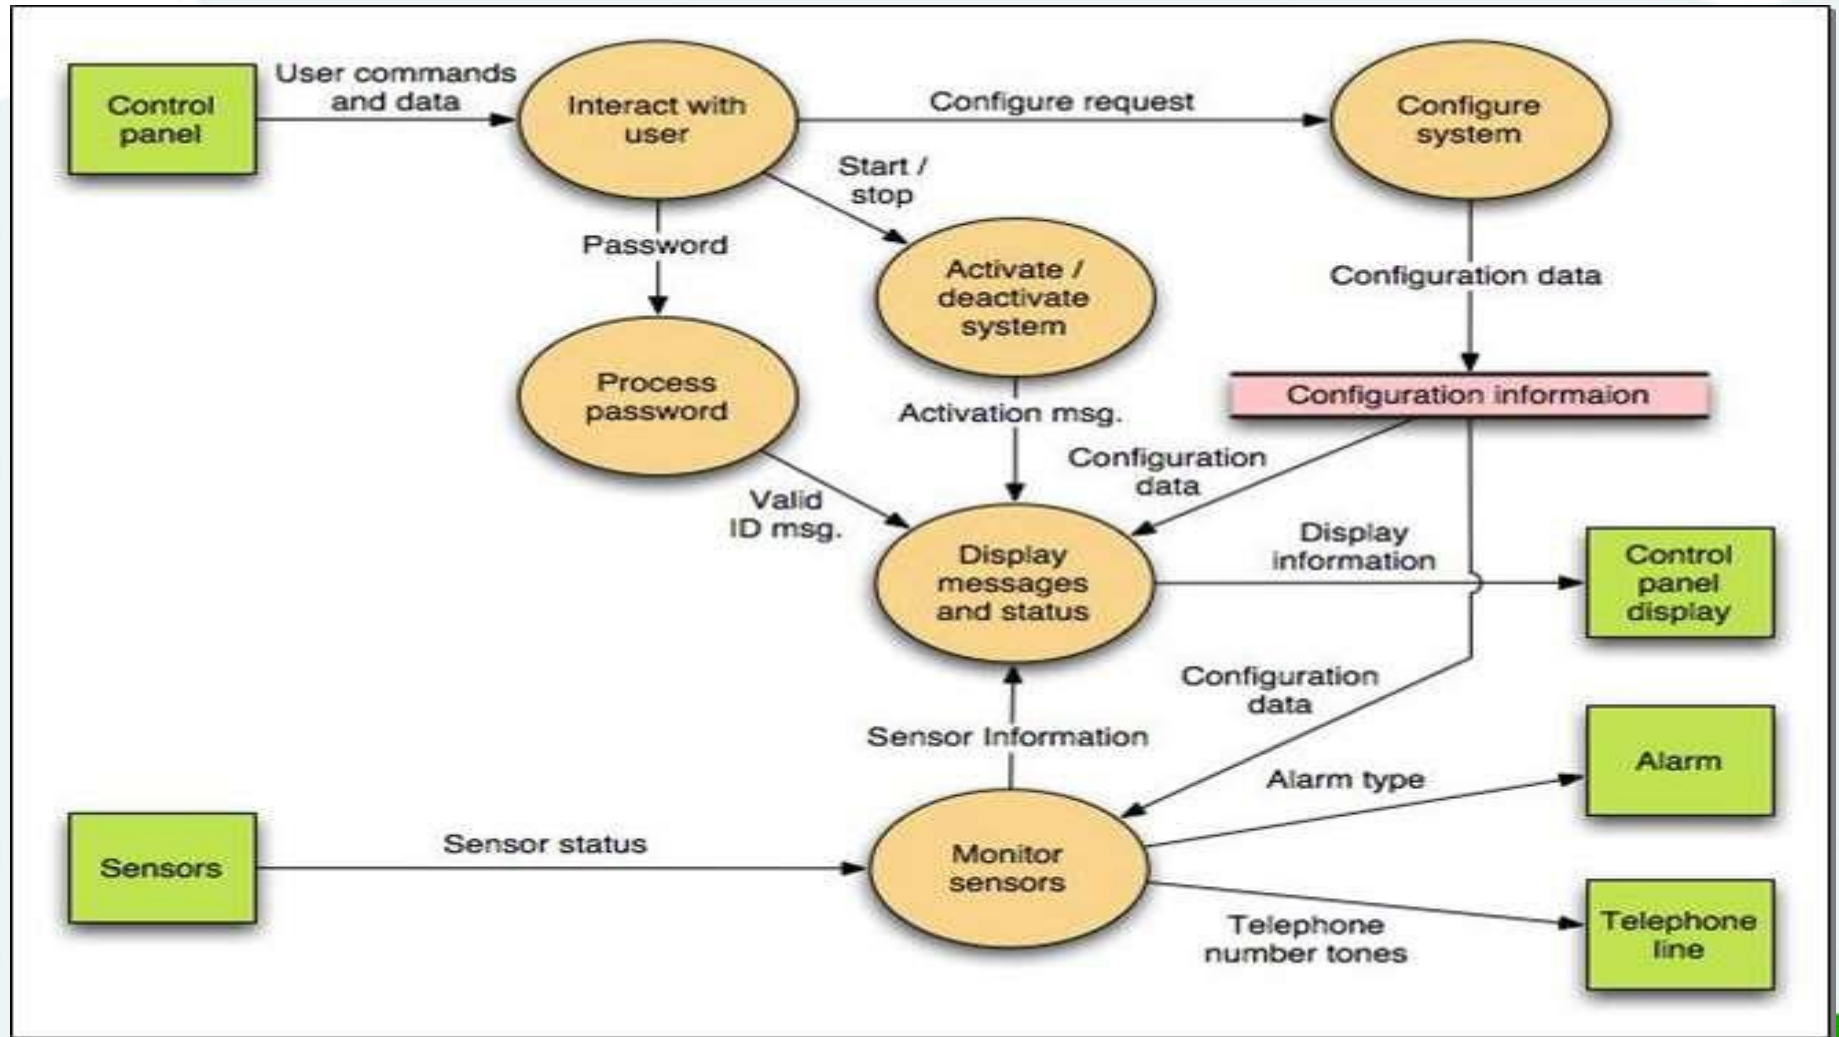 Control
panel
User commands
and data
Interact with
user
Configure request
Configure
system
Start /
stop
Password
Activate /
deactivate
system
Configuration data
Process
password
Activation msg.
Configuration informaion
Configuration
data
Valid
ID msg.
Display
messages
and status
Display
information
Control
panel
display
Configuration
data
Sensor Information
Alarm type
Alarm
Sensors
Sensor status
Monitor
sensors
Telephone
number tones
Telephone
line